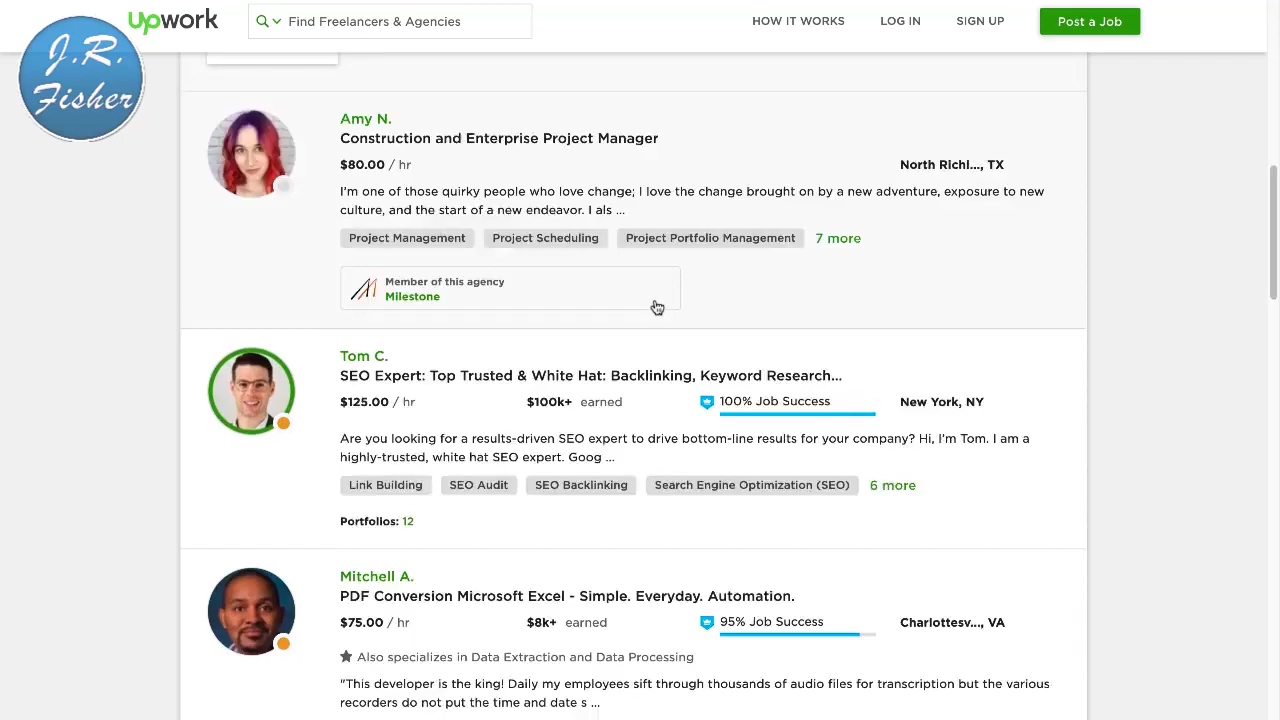 upwork
Find Freelancers & Agencies
HOW IT WORKS
LOG IN
SIGN UP
Post a Job
J.R.
Fisher
Amy N.
Construction and Enterprise Project Manager
$80.00 / hr
North Richl..., TX
I'm one of those quirky people who love change; I love the change brought on by a new adventure, exposure to new
culture, and the start of a new endeavor. I als ...
Project Management
Project Scheduling
Project Portfolio Management
7 more
Member of this agency
Milestone
Tom C.
SEO Expert: Top Trusted & White Hat: Backlinking, Keyword Research...
$125.00 / hr
$100k+ earned
100% Job Success
New York, NY
Are you looking for a results-driven SEO expert to drive bottom-line results for your company? Hi, I'm Tom. I am a
highly-trusted, white hat SEO expert. Goog ...
Link Building
SEO Audit
SEO Backlinking
Search Engine Optimization (SEO)
6 more
Portfolios: 12
Mitchell A.
PDF Conversion Microsoft Excel - Simple. Everyday. Automation.
$75.00 / hr
$8k+ earned
95% Job Success
Charlottesv..., VA
Also specializes in Data Extraction and Data Processing
"This developer is the king! Daily my employees sift through thousands of audio files for transcription but the various
recorders do not put the time and date s ...